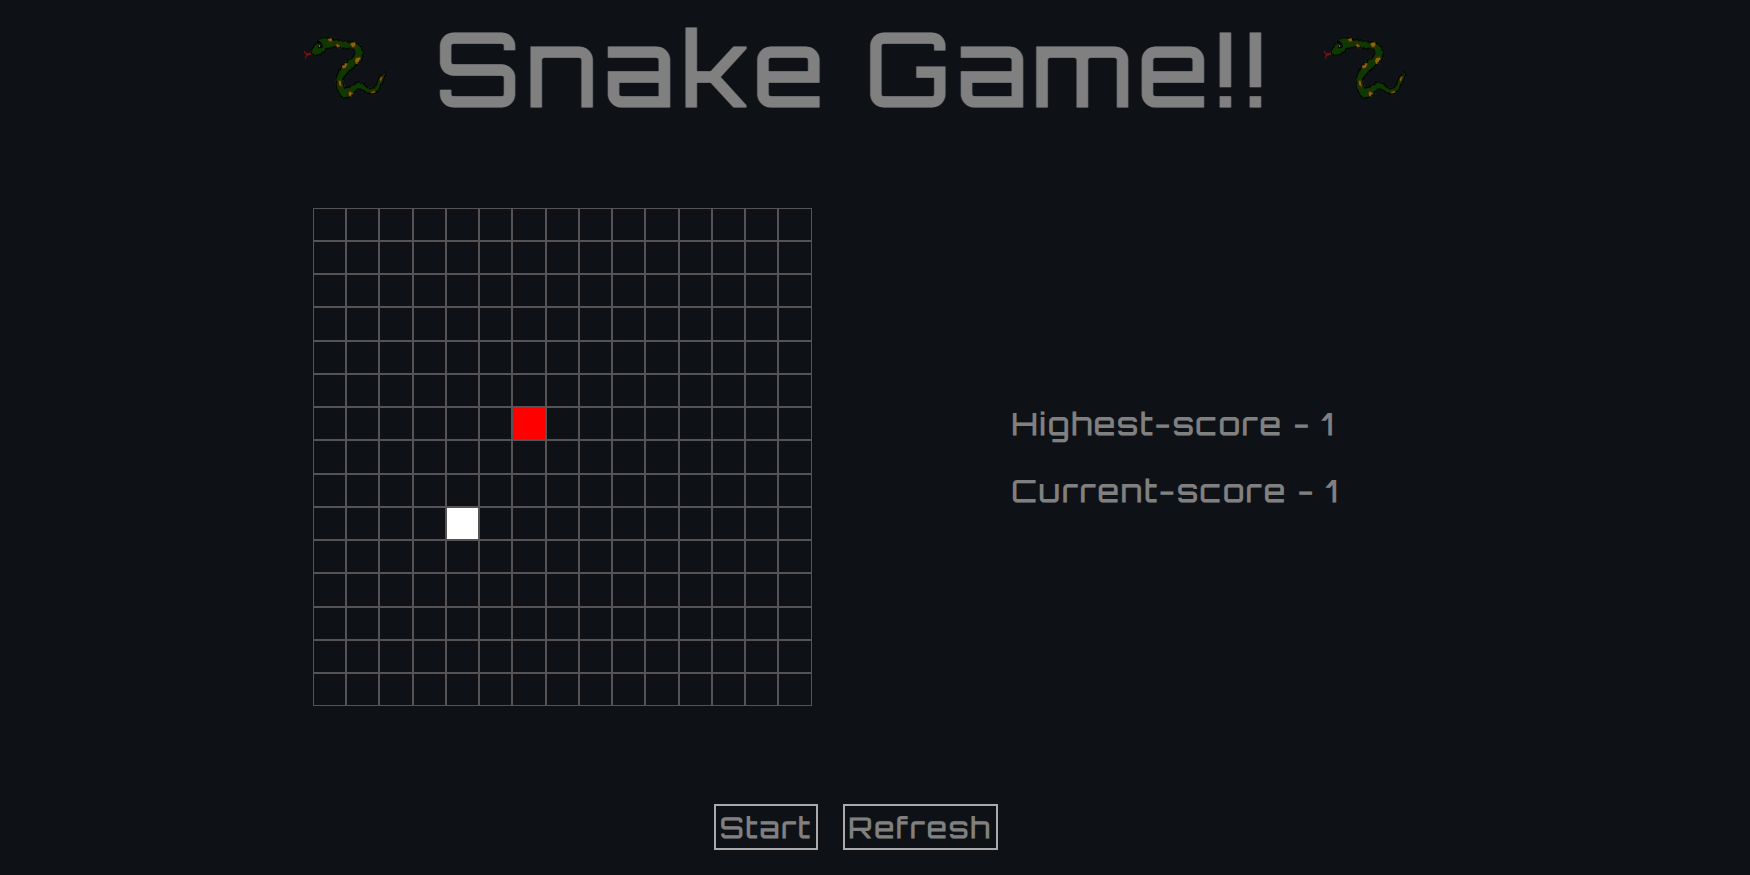 Snake Game!!
Highest-score - 1
Current-score - 1
Start
Refresh